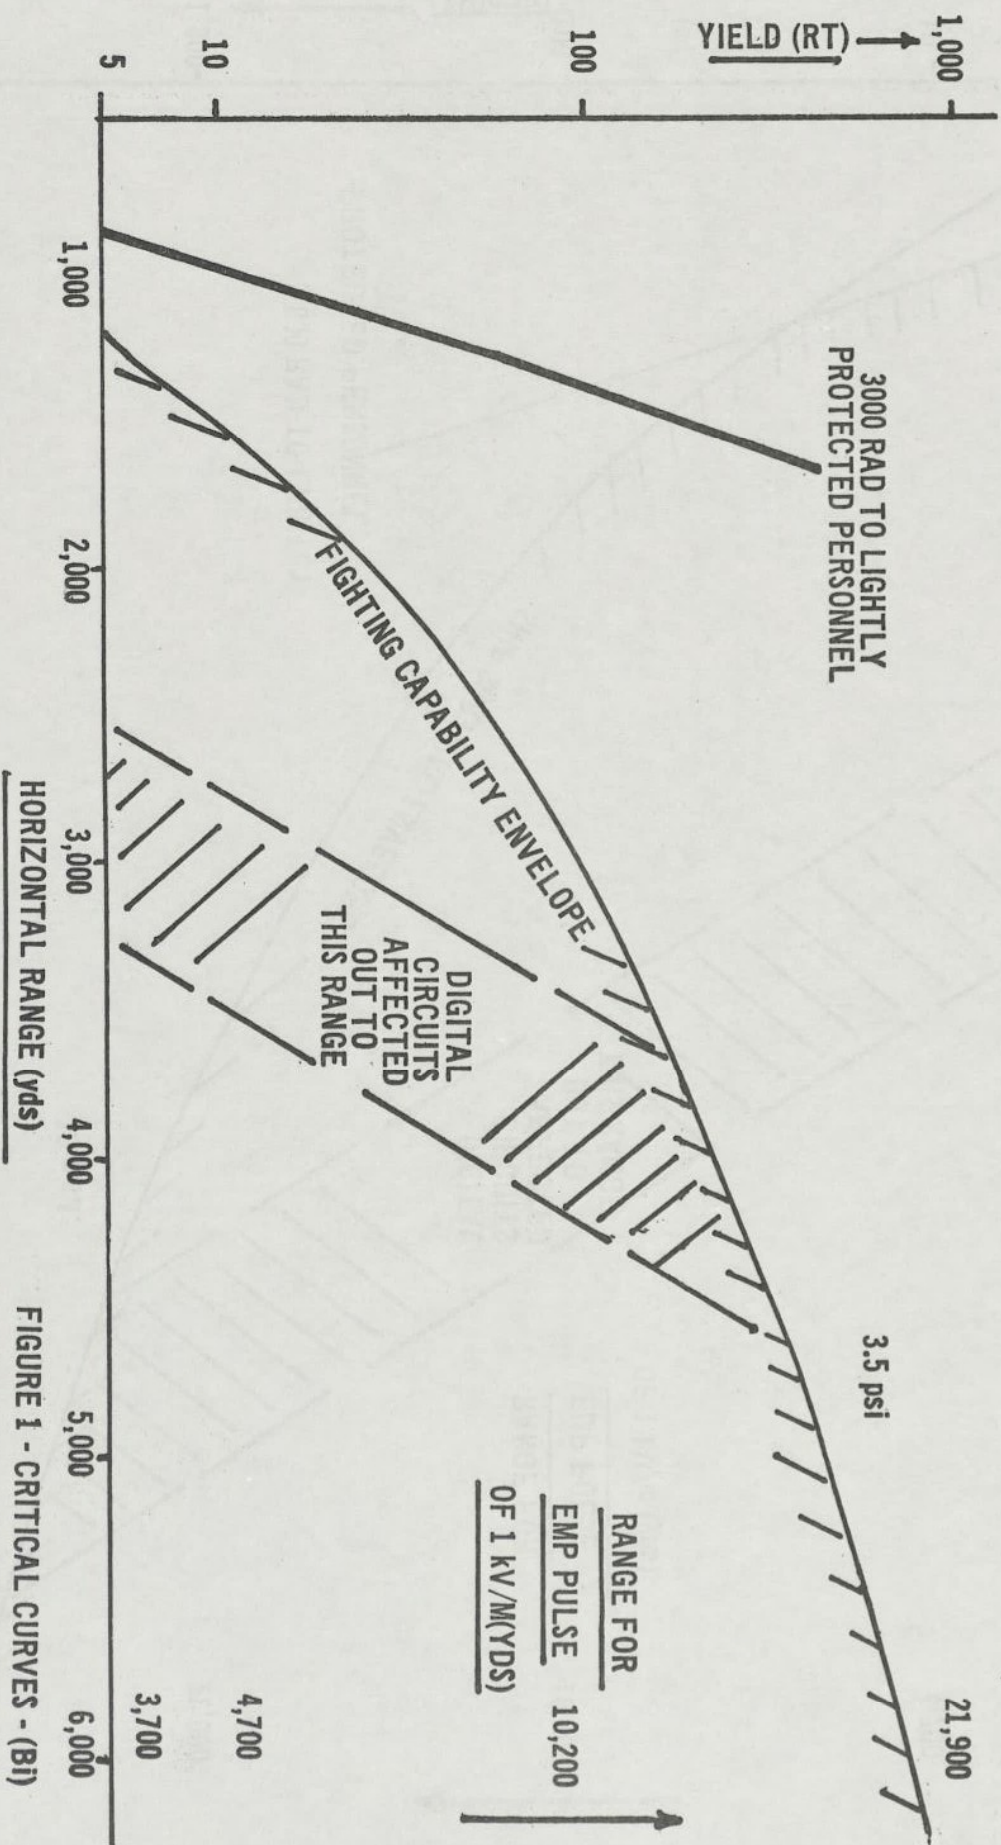 YIELD (RT)
1,000
100
10
5
3000 RAD TO LIGHTLY
PROTECTED PERSONNEL
FIGHTING CAPABILITY ENVELOPE
3.5 psi
DIGITAL
CIRCUITS
AFFECTED
OUT TO
THIS RANGE
RANGE FOR
EMP PULSE
OF 1 kV/M(YDS)
21,900
10,200
4,700
3,700
1,000
2,000
3,000
4,000
5,000
6,000
HORIZONTAL RANGE (yds)
FIGURE 1 - CRITICAL CURVES - (Bi)